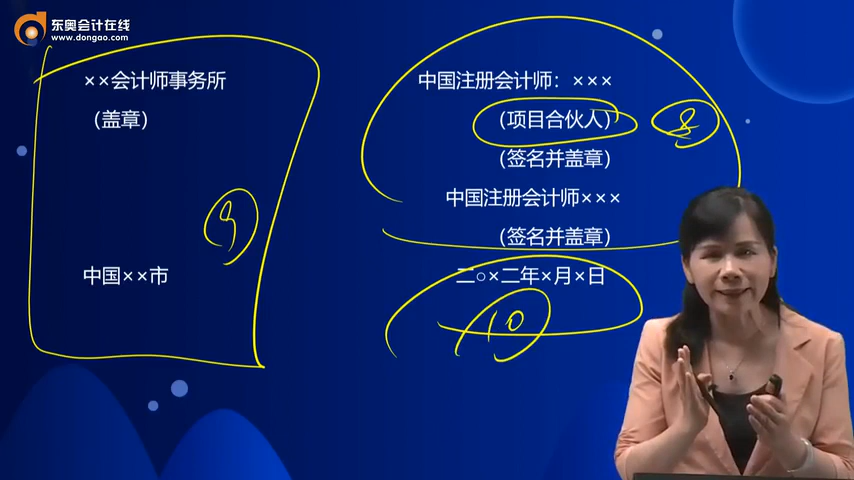 东奥会计在线
www.dongao.com
××会计师事务所
（盖章）
中国××市
中国注册会计师：×××
（项目合伙人）
（签名并盖章）
中国注册会计师×××
（签名并盖章）
二○×二年×月×日
8
9
10